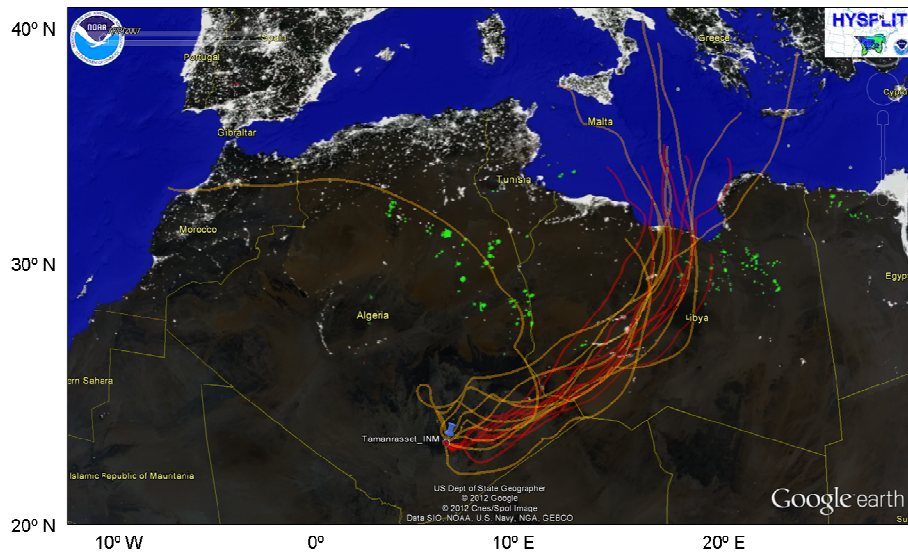 40º N
30º N
20º N
10º W
0º
10º E
20º E
NOAA
HYSPLIT
Spain
Portugal
Greece
Gibraltar
Malta
Tunisia
Morocco
Algeria
Libya
Egypt
ern Sahara
Tamanrasset_INM
Islamic Republic of Mauritania
US Dept of State Geographer
© 2012 Google
© 2012 Cnes/Spot Image
Data SIO, NOAA, U.S. Navy, NGA, GEBCO
Google earth
Su